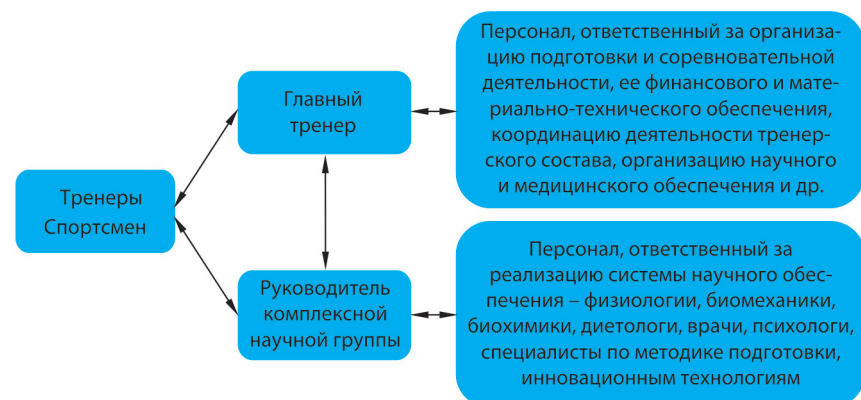 Персонал, ответственный за организа-
цию подготовки и соревновательной
деятельности, ее финансового и мате-
риально-технического обеспечения,
координацию деятельности тренер-
ского состава, организацию научного
и медицинского обеспечения и др.
Главный
тренер
Тренеры
Спортсмен
Руководитель
комплексной
научной группы
Персонал, ответственный за
реализацию системы научного обес-
печения – физиологии, биомеханики,
биохимики, диетологи, врачи, психологи,
специалисты по методике подготовки,
инновационным технологиям